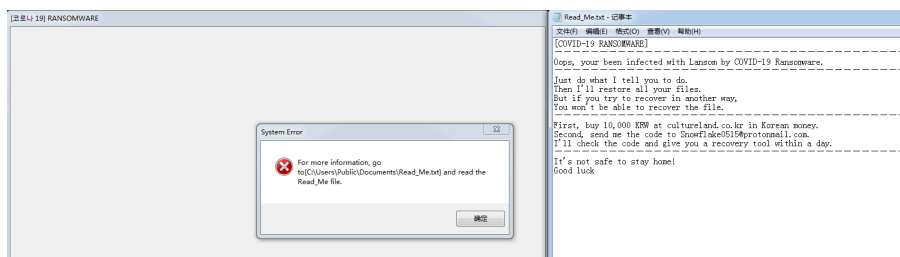 [코로나 19] RANSOMWARE
System Error
For more information, go
to[C:\Users\Public\Documents\Read_Me.txt] and read the
Read_Me file.
确定
Read_Me.txt - 记事本
文件(F) 编辑(E) 格式(O) 查看(V) 帮助(H)
[COVID-19 RANSOMWARE]
Oops, your been infected with Lansom by COVID-19 Ransomware.
Just do what I tell you to do.
Then I'll restore all your files.
But if you try to recover in another way,
You won't be able to recover the file.
First, buy 10,000 KRW at cultureland.co.kr in Korean money.
Second, send me the code to Snowflake0515@protonmail.com.
I'll check the code and give you a recovery tool within a day.
It's not safe to stay home!
Good luck